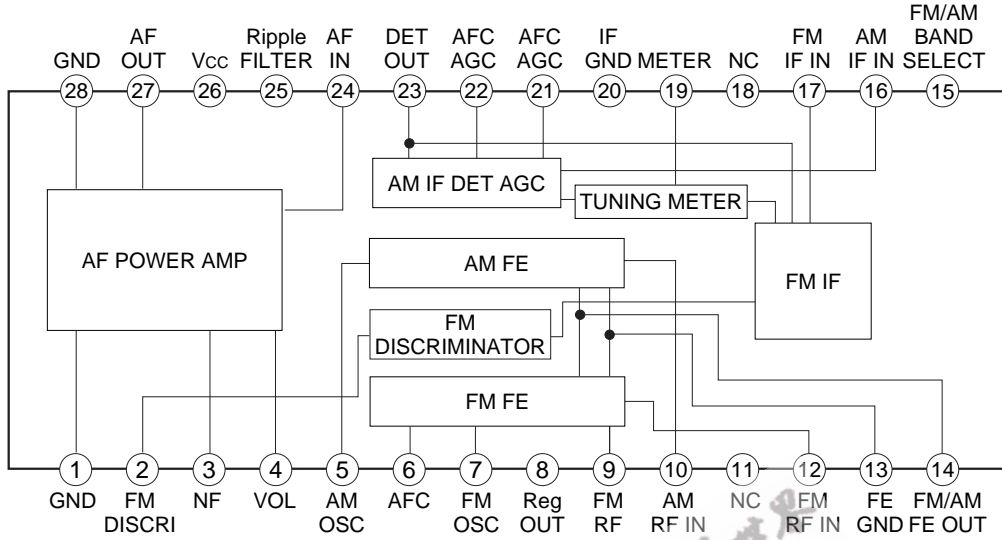 GND
AF
OUT
Vcc
Ripple
FILTER
AF
IN
DET
OUT
AFC
AGC
AFC
AGC
IF
GND
METER
NC
FM
IF IN
AM
IF IN
FM/AM
BAND
SELECT
28 27 26 25 24 23 22 21 20 19 18 17 16 15
AM IF DET AGC
TUNING METER
AF POWER AMP
AM FE
FM IF
FM
DISCRIMINATOR
FM FE
1 2 3 4 5 6 7 8 9 10 11 12 13 14
GND
FM
DISCRI
NF
VOL
AM
OSC
AFC
FM
OSC
Reg
OUT
FM
RF
AM
RF IN
NC
FM
RF IN
FE
GND
FM/AM
FE OUT